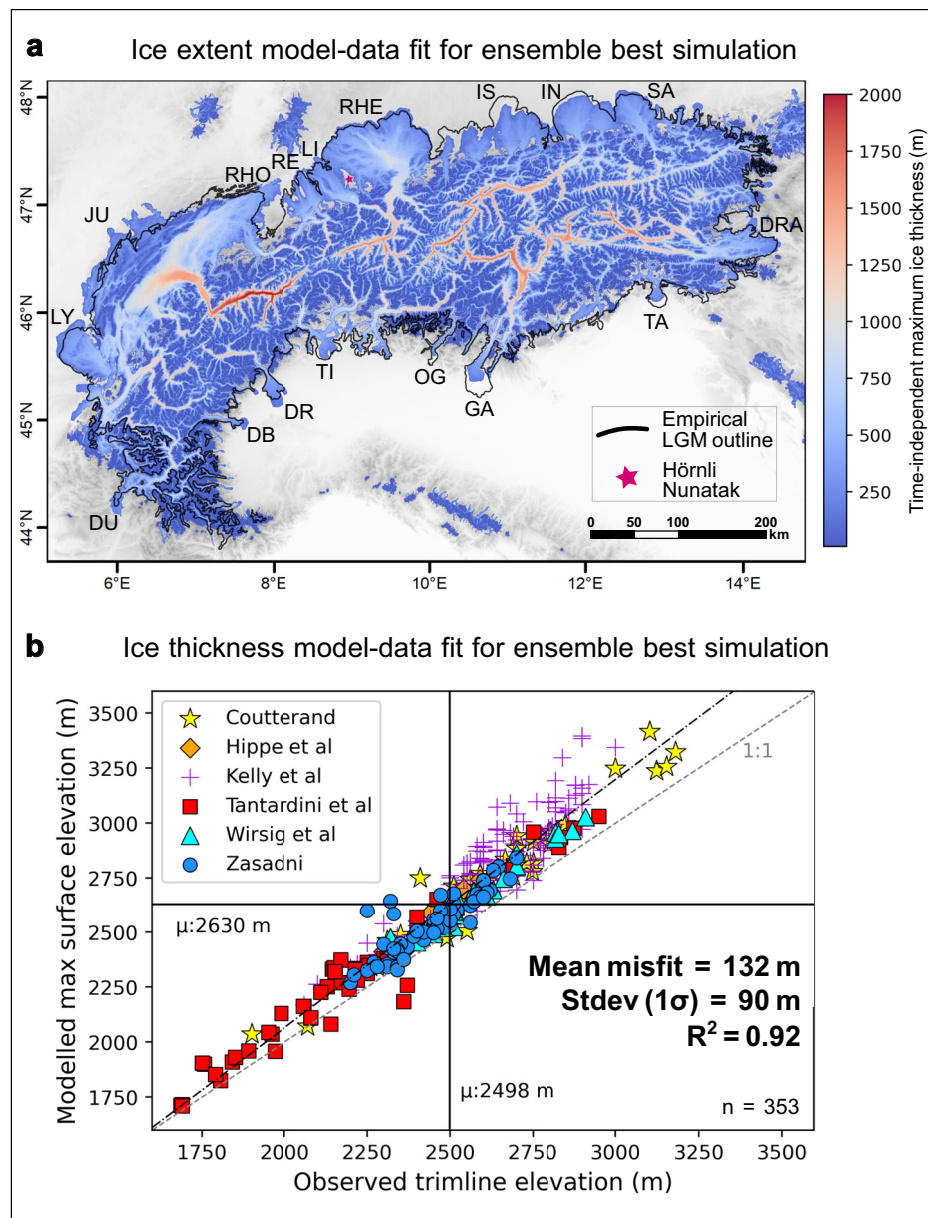 a
Ice extent model-data fit for ensemble best simulation
48°N
47°N
46°N
45°N
44°N
IS
IN
SA
RHE
LI
RE
RHO
JU
DRA
LY
TA
TI
OG
GA
DR
DB
DU
Empirical
LGM outline
Hörnli
Nunatak
0 50 100 200
km
6°E 8°E 10°E 12°E 14°E
2000
1750
1500
1250
1000
750
500
250
Time-independent maximum ice thickness (m)
b
Ice thickness model-data fit for ensemble best simulation
Modelled max surface elevation (m)
3500
3250
3000
2750
2500
2250
2000
1750
Coutterand
Hippe et al
Kelly et al
Tantardini et al
Wirsig et al
Zasadni
1:1
μ:2630 m
Mean misfit = 132 m
Stdev (1σ) = 90 m
R² = 0.92
μ:2498 m
n = 353
1750 2000 2250 2500 2750 3000 3250 3500
Observed trimline elevation (m)